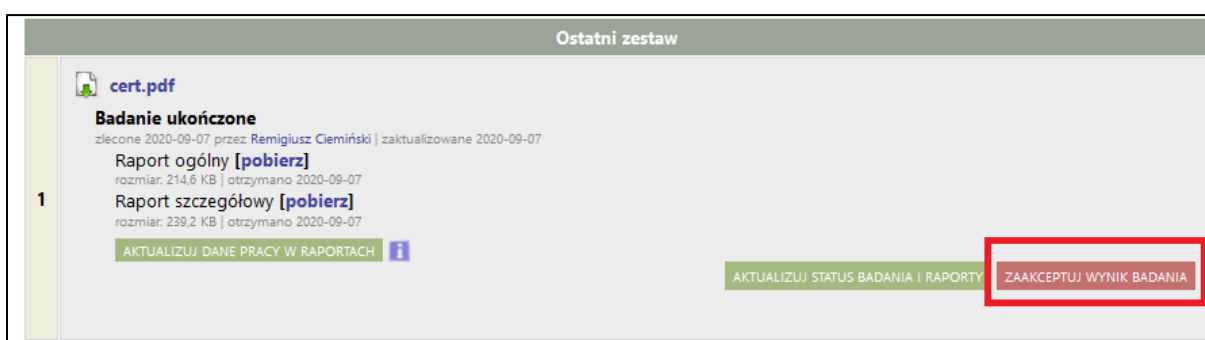 Ostatni zestaw
cert.pdf
Badanie ukończone
zlecone 2020-09-07 przez Remigiusz Ciemiński | zaktualizowane 2020-09-07
Raport ogólny [pobierz]
rozmiar: 214,6 KB | otrzymano 2020-09-07
1
Raport szczegółowy [pobierz]
rozmiar: 239,2 KB | otrzymano 2020-09-07
AKTUALIZUJ DANE PRACY W RAPORTACH i
AKTUALIZUJ STATUS BADANIA I RAPORTY ZAAKCEPTUJ WYNIK BADANIA